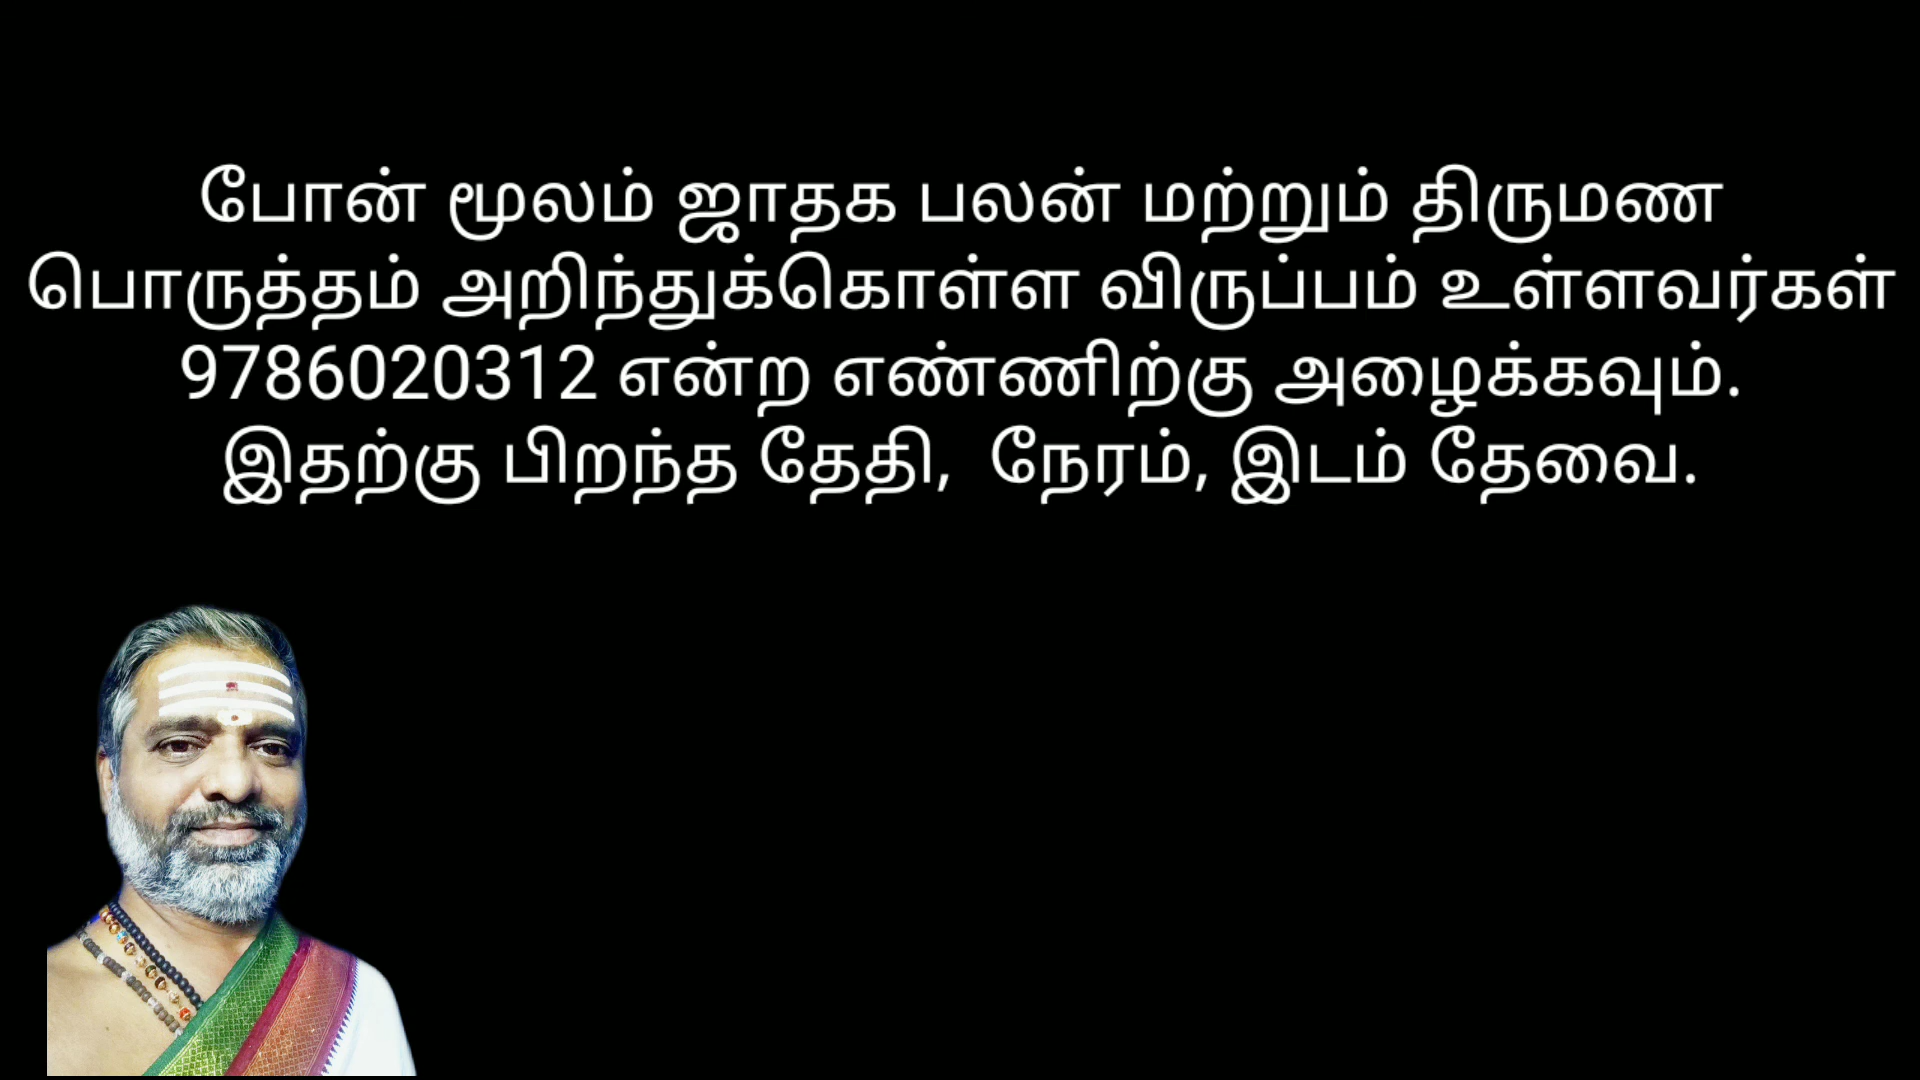 போன் மூலம் ஜாதக பலன் மற்றும் திருமண
பொருத்தம் அறிந்துக்கொள்ள விருப்பம் உள்ளவர்கள்
9786020312 என்ற எண்ணிற்கு அழைக்கவும்.
இதற்கு பிறந்த தேதி,  நேரம், இடம் தேவை.